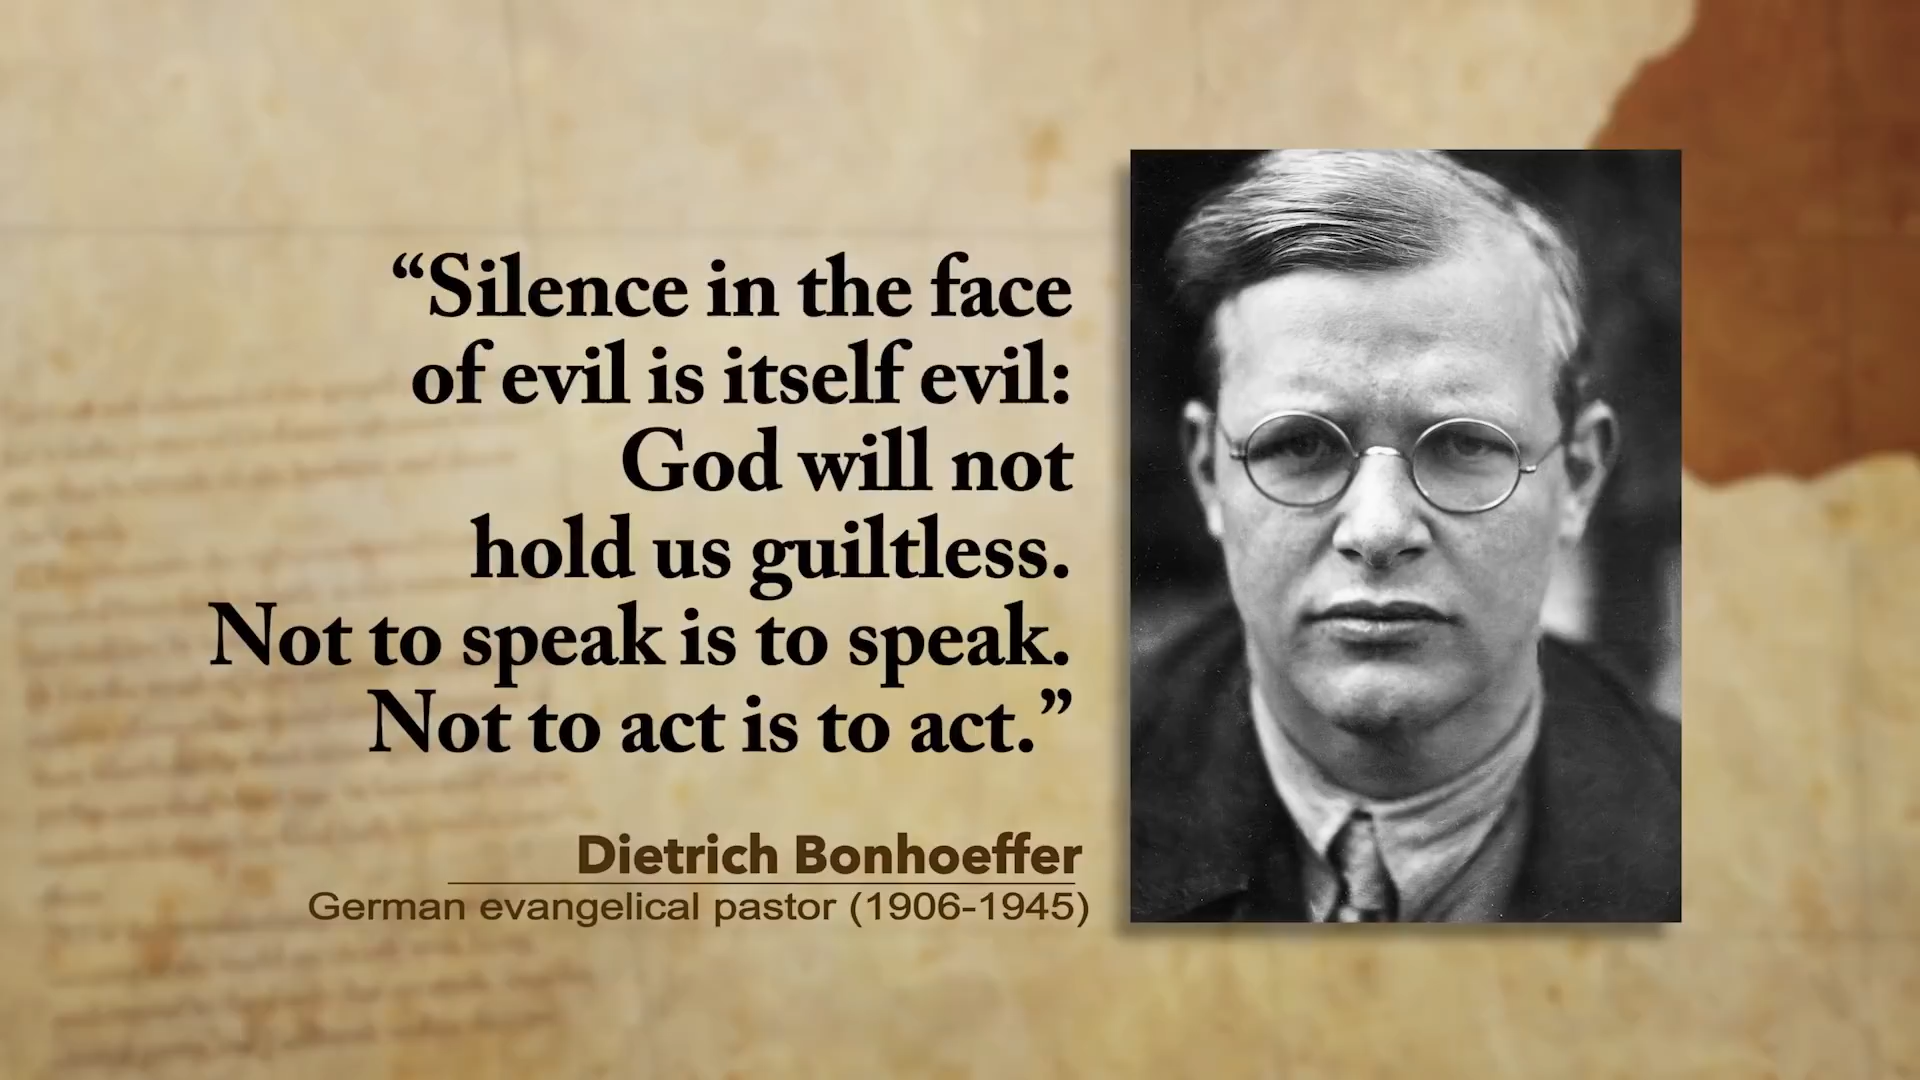 “Silence in the face
of evil is itself evil:
God will not
hold us guiltless.
Not to speak is to speak.
Not to act is to act.”
Dietrich Bonhoeffer
German evangelical pastor (1906-1945)